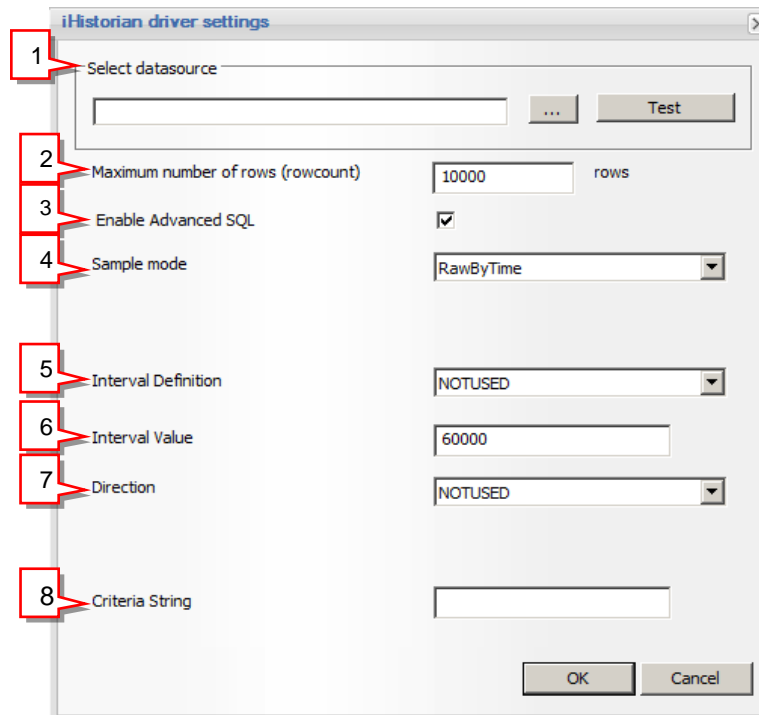 iHistorian driver settings
1
Select datasource
... Test
2
Maximum number of rows (rowcount) 10000 rows
3
Enable Advanced SQL
4
Sample mode RawByTime
5
Interval Definition NOTUSED
6
Interval Value 60000
7
Direction NOTUSED
8
Criteria String
OK Cancel